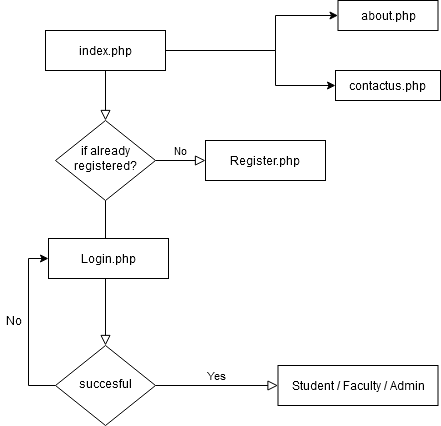 about.php
index.php
contactus.php
if already
registered?
No
Register.php
Login.php
No
succesful
Yes
Student / Faculty / Admin